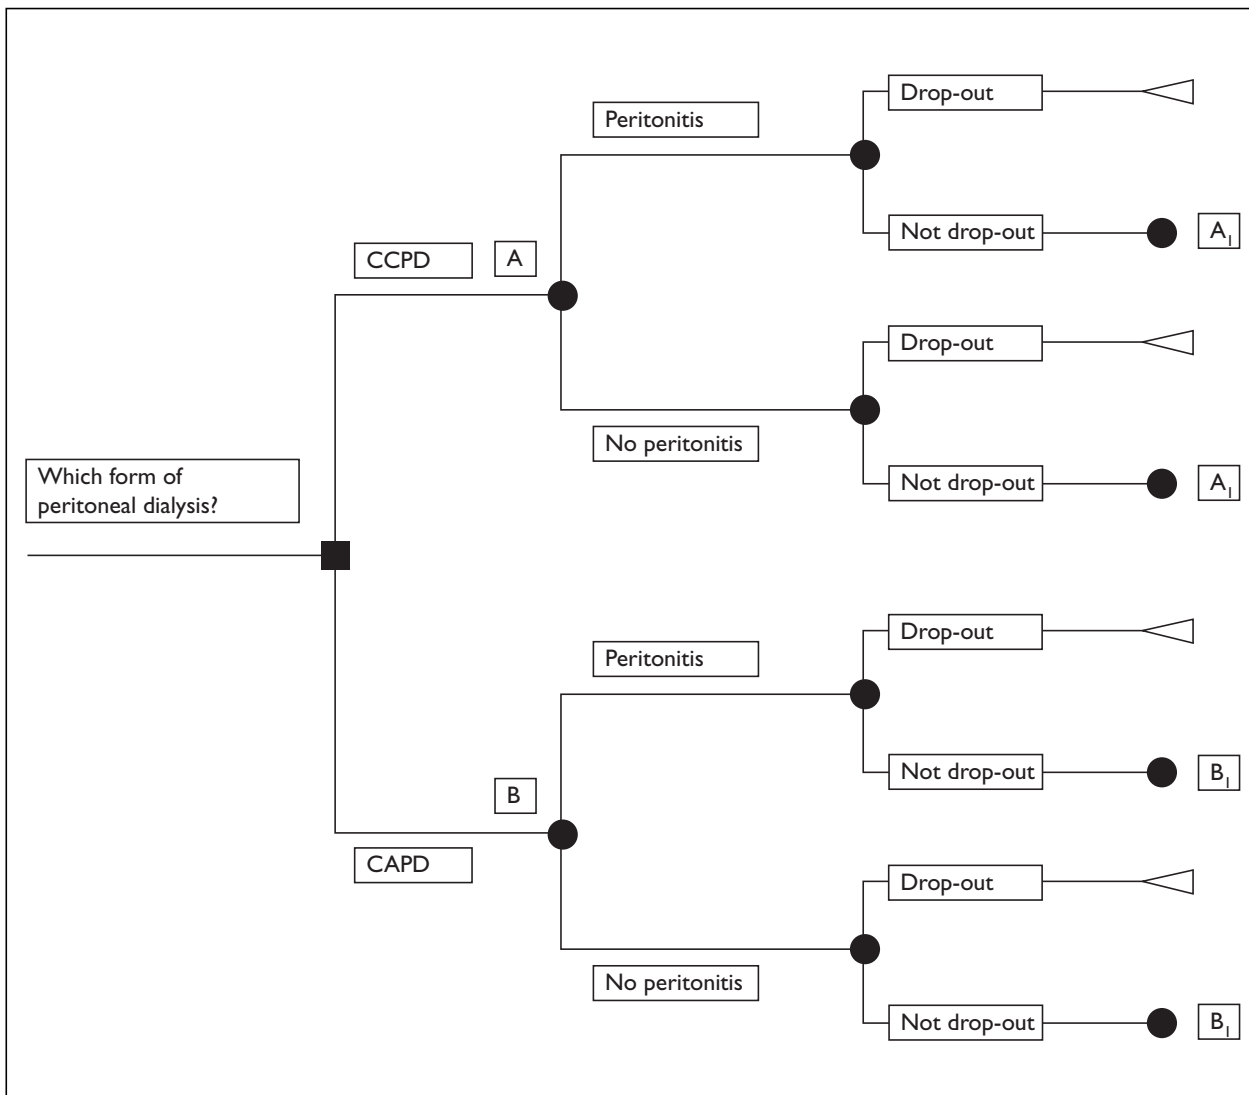 Drop-out
Peritonitis
Not drop-out
A₁
CCPD
A
Drop-out
No peritonitis
Not drop-out
A₁
Which form of
peritoneal dialysis?
Drop-out
Peritonitis
Not drop-out
B₁
B
CAPD
Drop-out
No peritonitis
Not drop-out
B₁